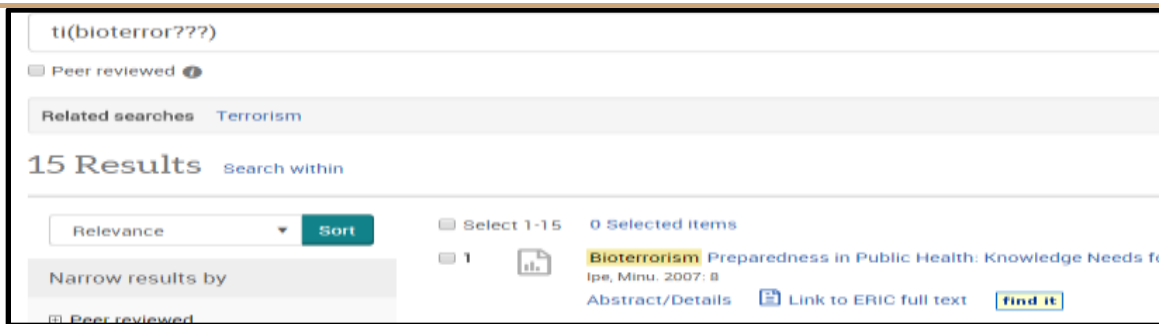 ti(bioterror???)
Peer reviewed i
Related searches Terrorism
15 Results Search within
Relevance Sort
Select 1-15 0 Selected items
1 Bioterrorism Preparedness in Public Health: Knowledge Needs fo
Ipe, Minu. 2007: 8
Abstract/Details Link to ERIC full text find it
Narrow results by
Peer reviewed